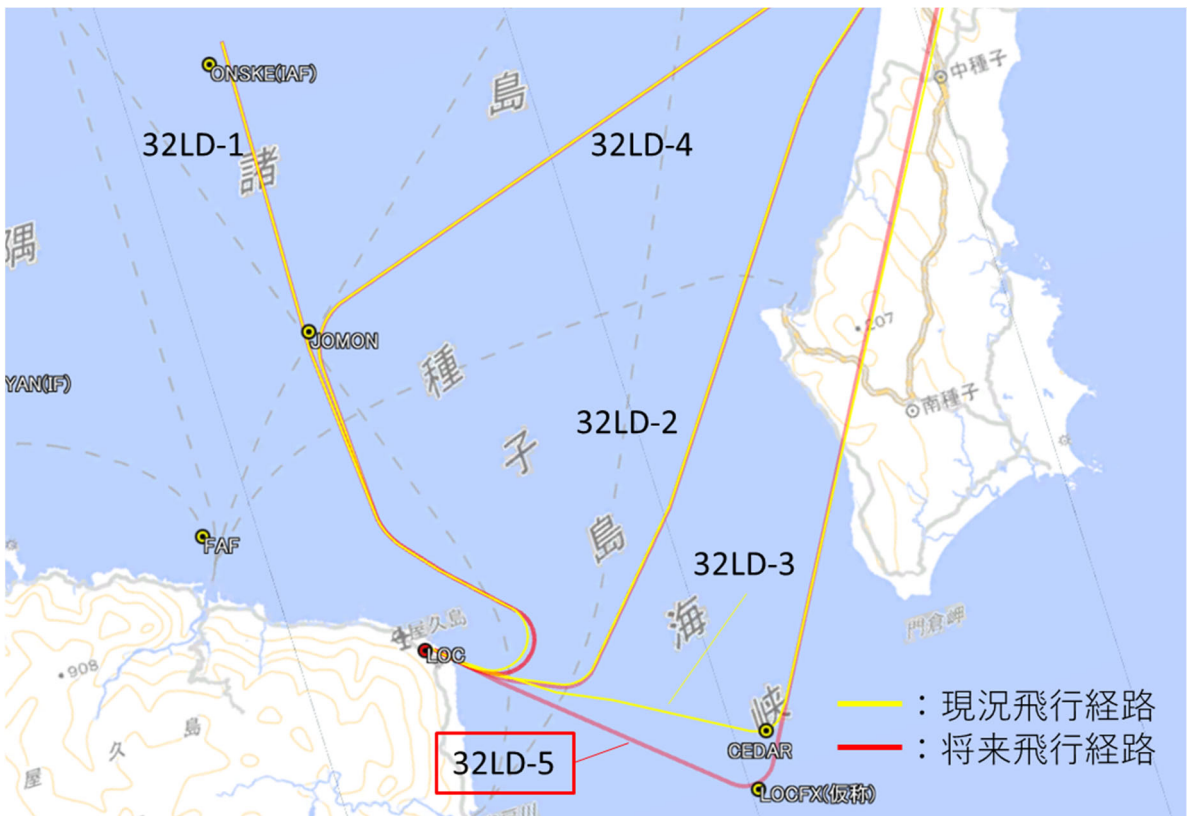 ONSKE(IAF)
中種子
島
32LD-1
32LD-4
諸
隅
207
JOMON
種
YAN(IF)
南種子
32LD-2
子
島
FAF
32LD-3
海
屋久島
門倉岬
LOC
908
峡
：現況飛行経路
島
久
CEDAR
：将来飛行経路
32LD-5
屋
LOCFX(仮称)